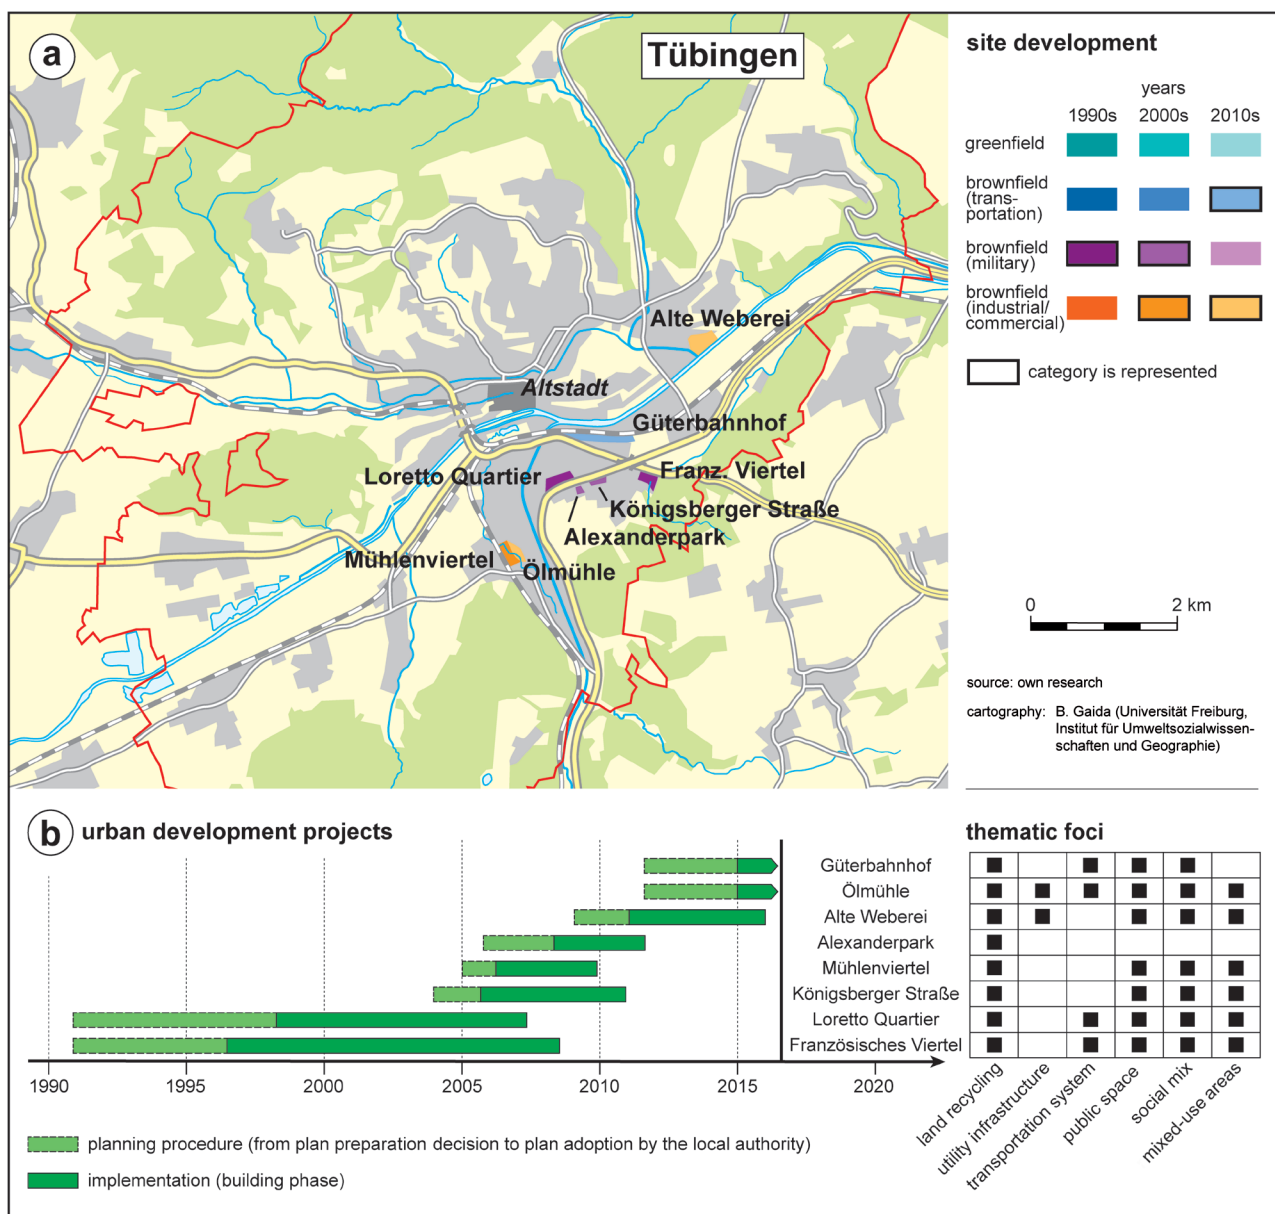 a
Tübingen
Alte Weberei
Altstadt
Güterbahnhof
Loretto Quartier
Franz. Viertel
Königsberger Straße
Alexanderpark
Mühlenviertel
Ölmühle
site development
years
1990s 2000s 2010s
greenfield
brownfield
(trans-
portation)
brownfield
(military)
brownfield
(industrial/
commercial)
category is represented
0 2 km
source: own research
cartography: B. Gaida (Universität Freiburg,
Institut für Umweltsozialwissen-
schaften und Geographie)
b urban development projects
thematic foci
Güterbahnhof
Ölmühle
Alte Weberei
Alexanderpark
Mühlenviertel
Königsberger Straße
Loretto Quartier
Französisches Viertel
1990 1995 2000 2005 2010 2015 2020
land recycling
utility infrastructure
transportation system
public space
social mix
mixed-use areas
planning procedure (from plan preparation decision to plan adoption by the local authority)
implementation (building phase)